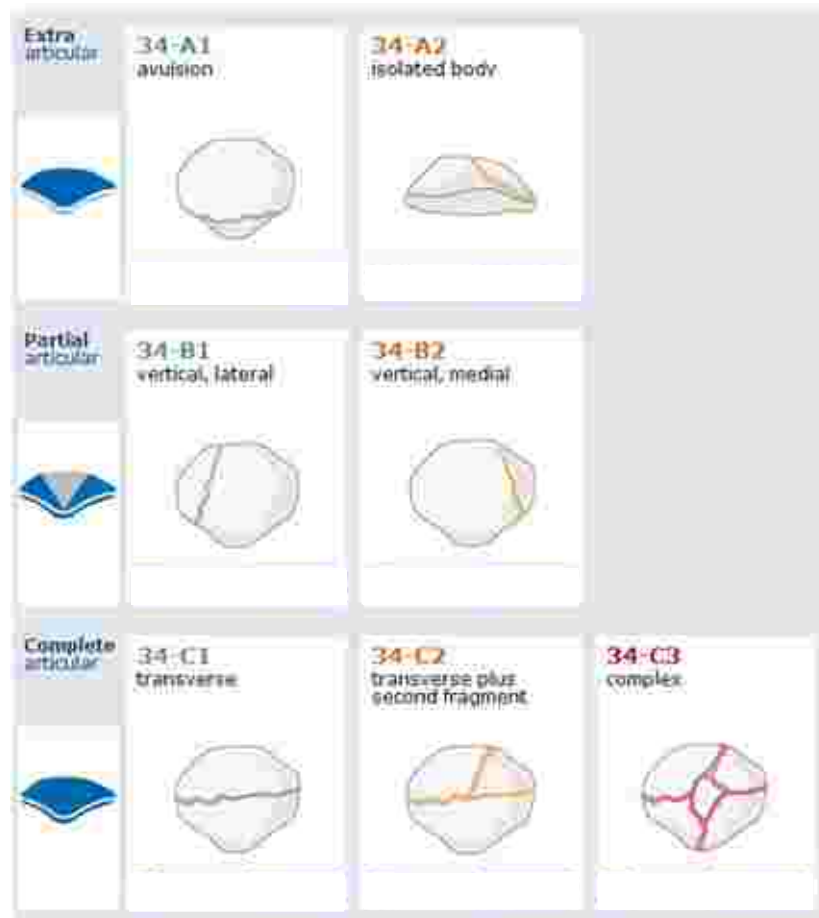 Extra
articular
34-A1
avulsion
34-A2
isolated body
Partial
articular
34-B1
vertical, lateral
34-B2
vertical, medial
Complete
articular
34-C1
transverse
34-C2
transverse plus
second fragment
34-C3
complex